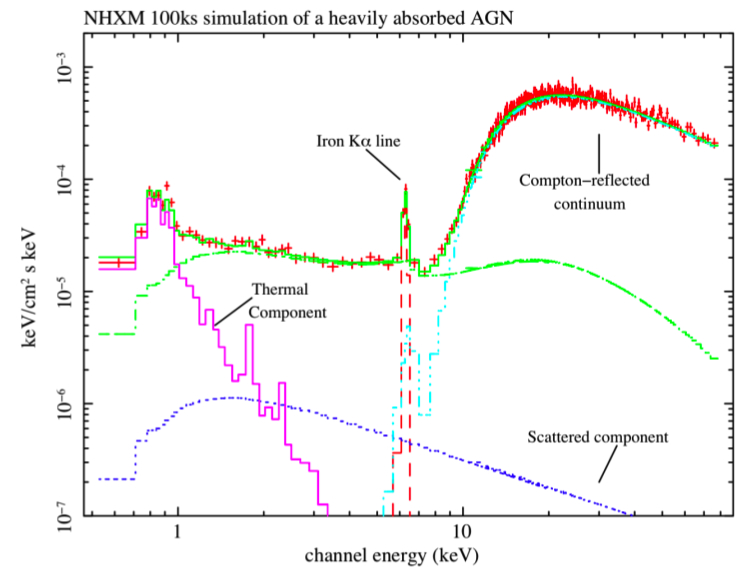 NHXM 100ks simulation of a heavily absorbed AGN
10⁻³
Iron Kα line
10⁻⁴
Compton−reflected
continuum
keV/cm² s keV
10⁻⁵
Thermal
Component
10⁻⁶
Scattered component
10⁻⁷
1
10
channel energy (keV)